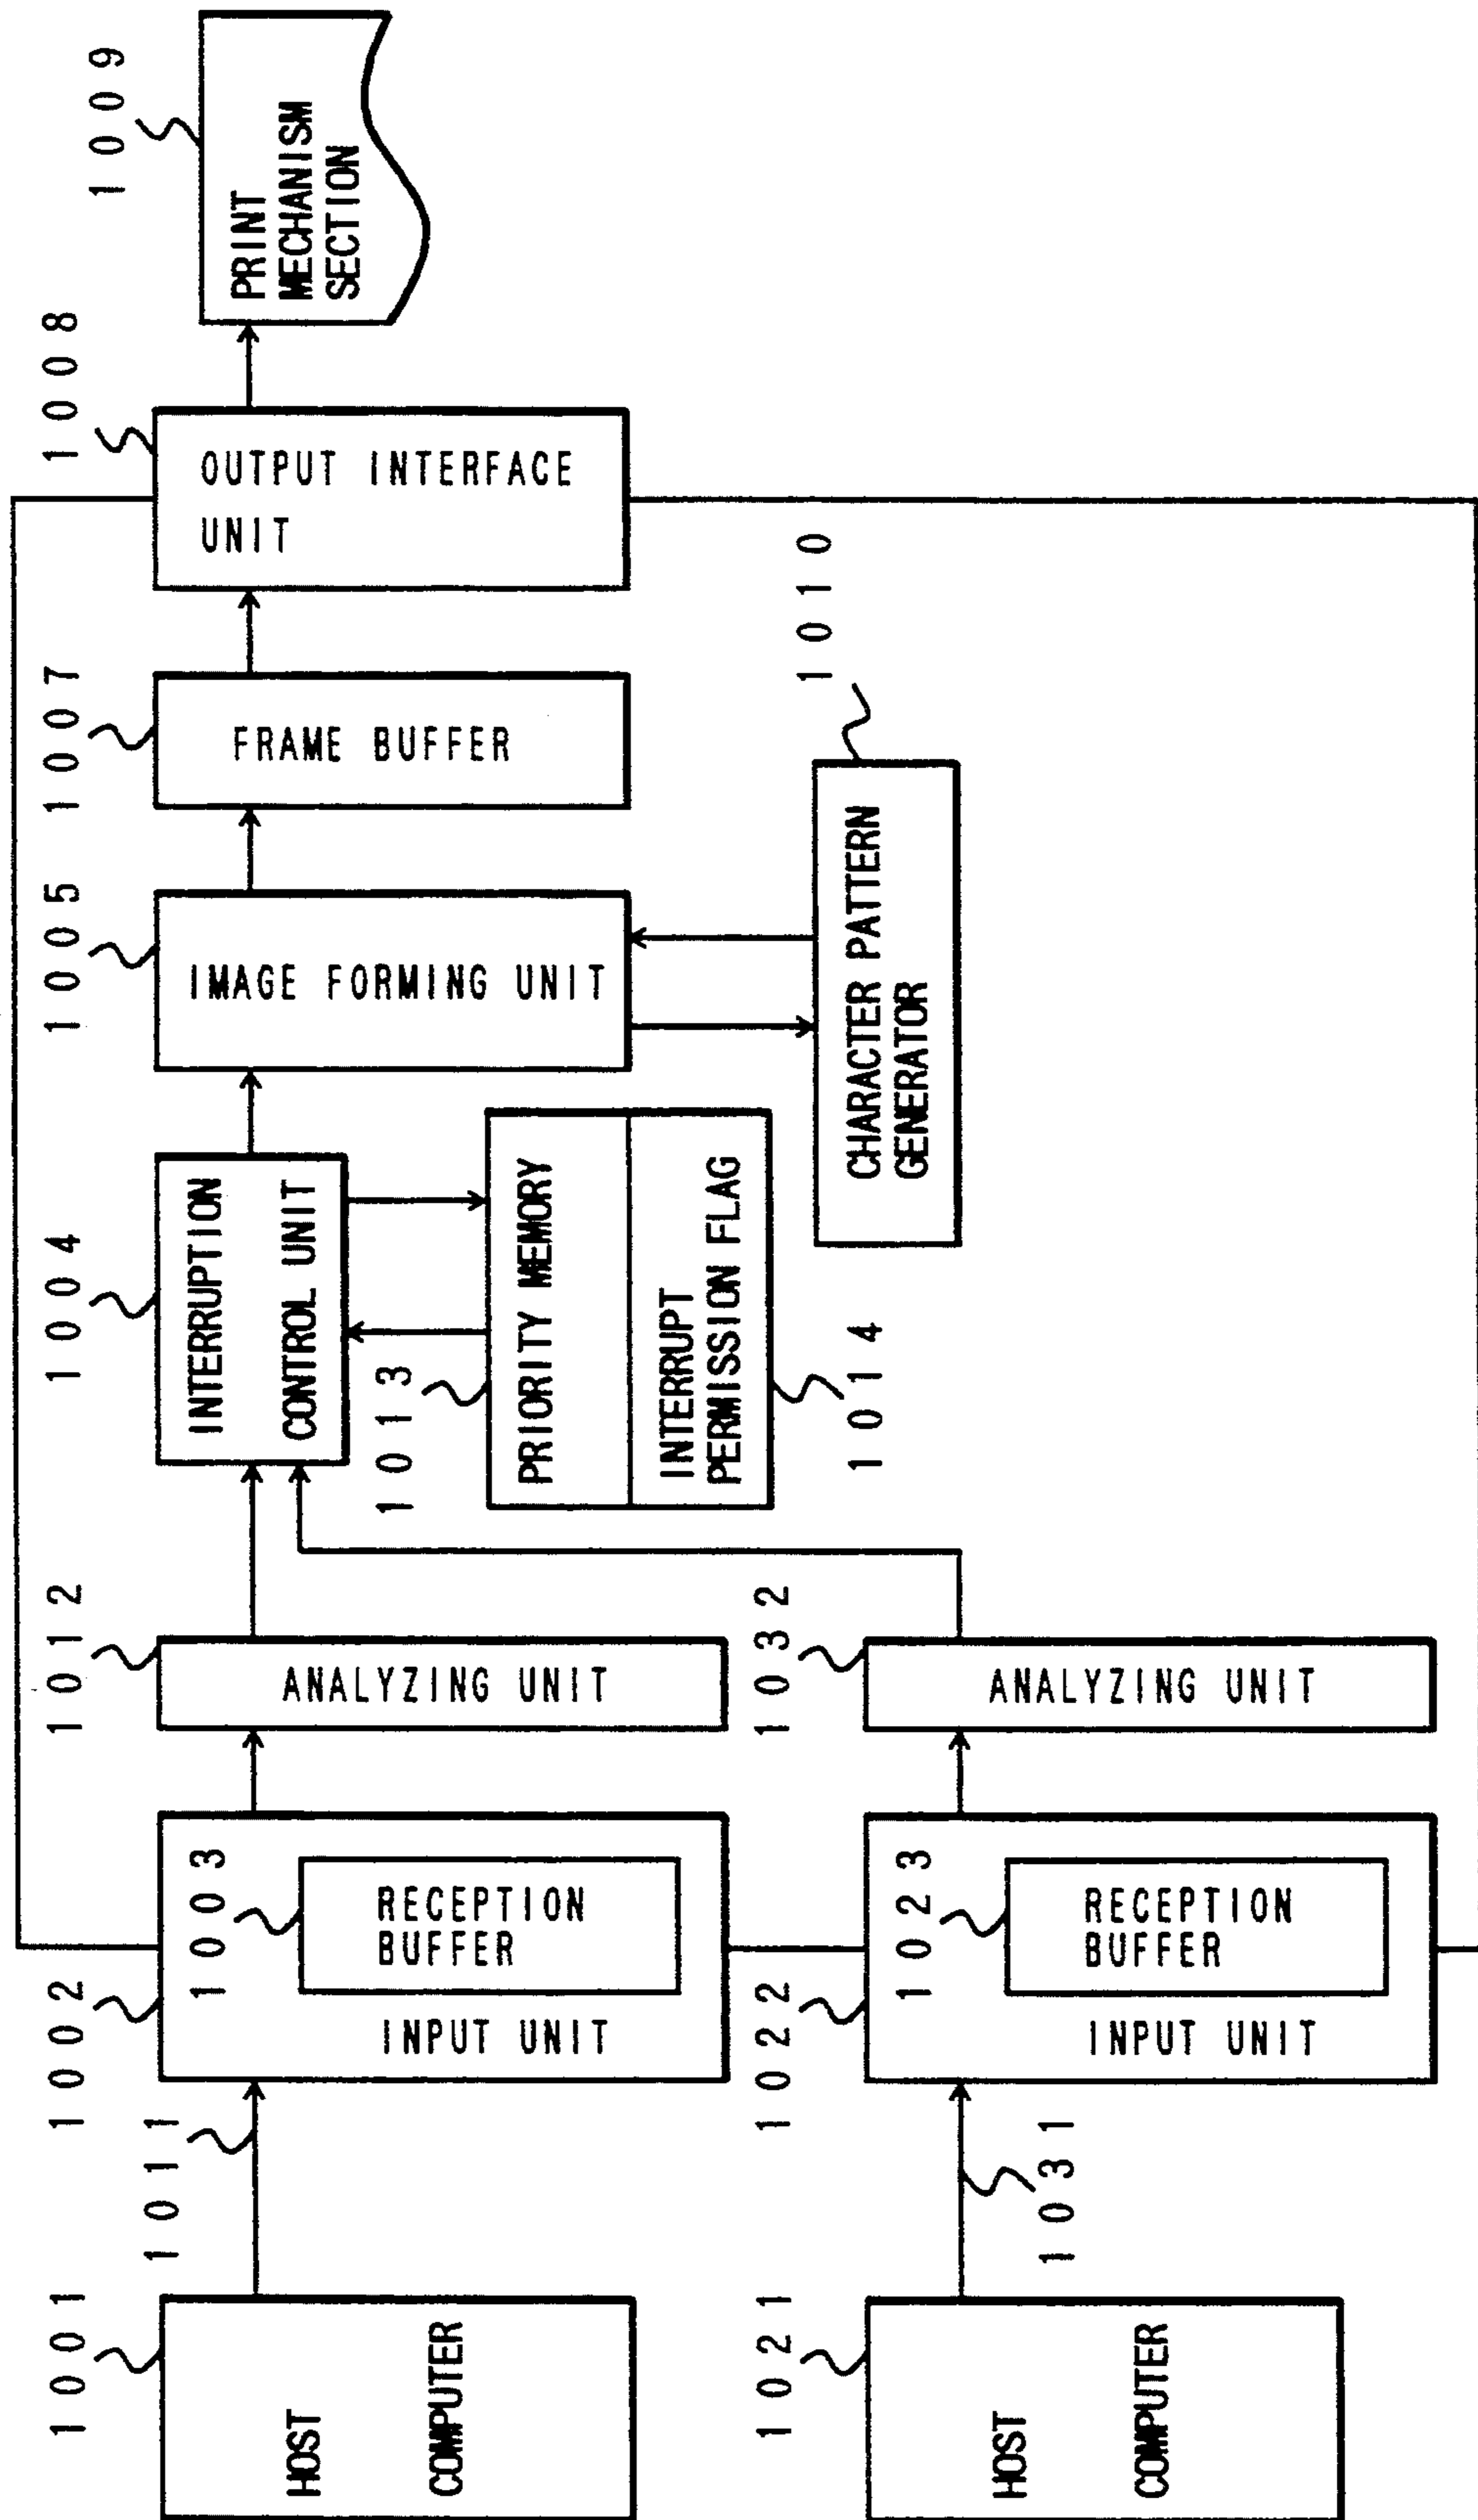 1001
HOST
COMPUTER
1011
1002
1003
RECEPTION
BUFFER
INPUT UNIT
1012
ANALYZING UNIT
1004
INTERRUPTION
CONTROL UNIT
1013
PRIORITY MEMORY
INTERRUPT
PERMISSION FLAG
1014
1005
IMAGE FORMING UNIT
1010
CHARACTER PATTERN
GENERATOR
1007
FRAME BUFFER
1008
OUTPUT INTERFACE
UNIT
1009
PRINT
MECHANISM
SECTION
1021
HOST
COMPUTER
1031
1022
1023
RECEPTION
BUFFER
INPUT UNIT
1032
ANALYZING UNIT